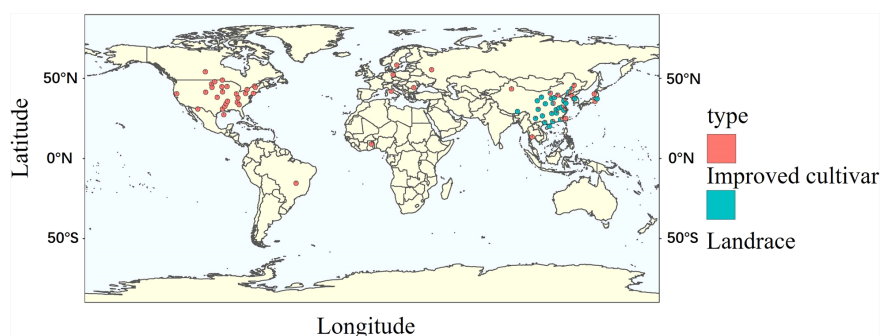 50°N
50°N
Latitude
0°N
0°N
50°S
50°S
Longitude
type
Improved cultivar
Landrace